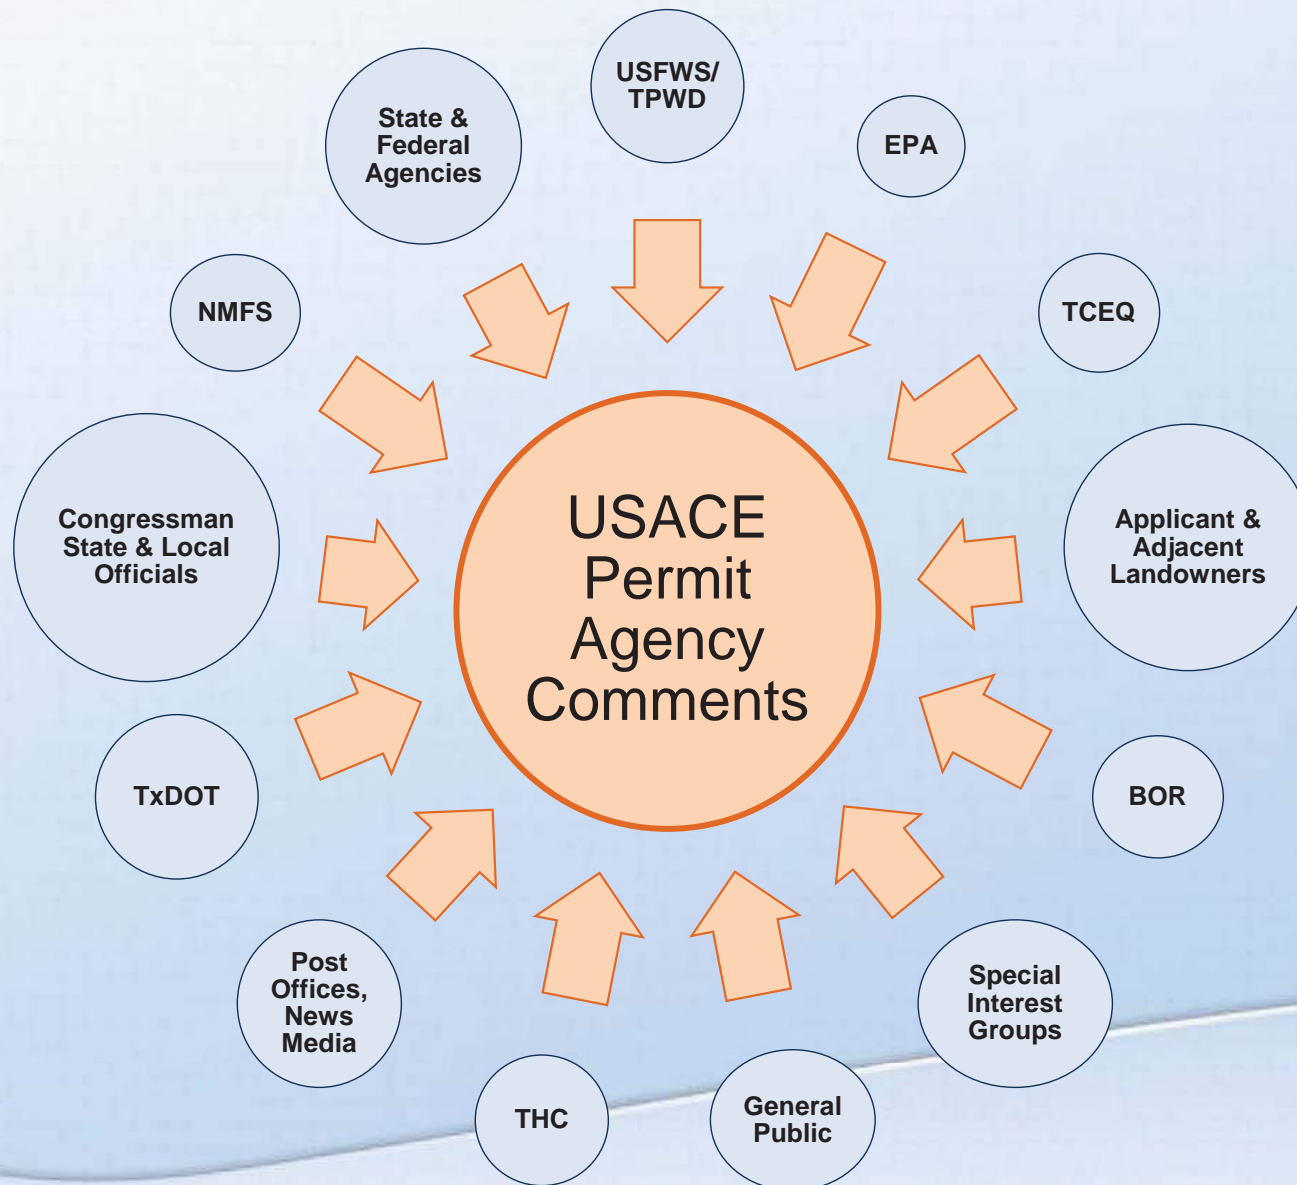 USFWS/
TPWD
State &
Federal
Agencies
EPA
NMFS
TCEQ
Congressman
State & Local
Officials
USACE
Permit
Agency
Comments
Applicant &
Adjacent
Landowners
TxDOT
BOR
Post
Offices,
News
Media
Special
Interest
Groups
THC
General
Public